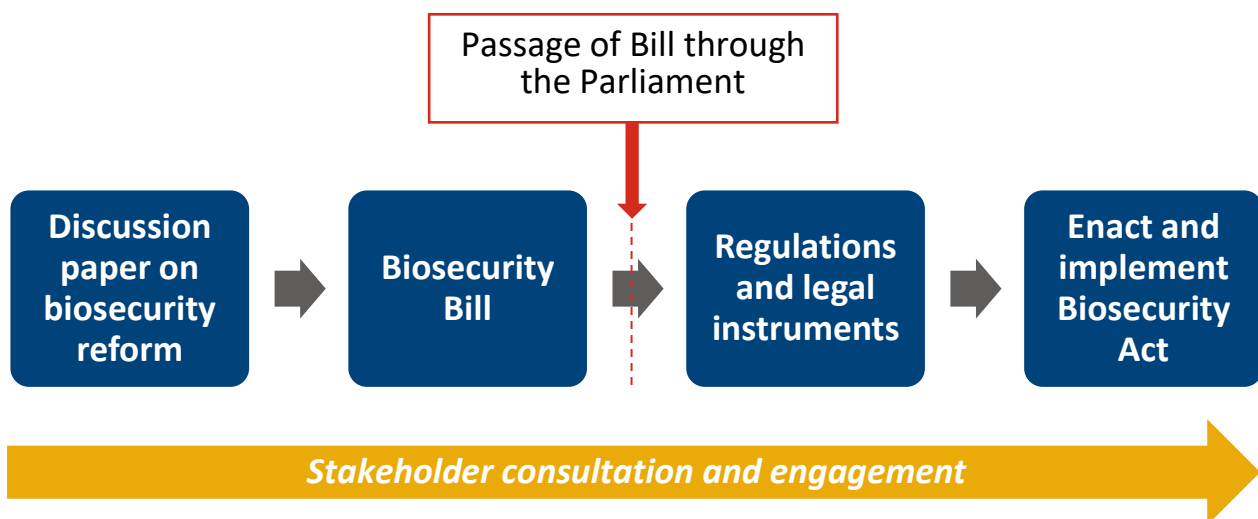 Passage of Bill through
the Parliament
Discussion
paper on
biosecurity
reform
Biosecurity
Bill
Regulations
and legal
instruments
Enact and
implement
Biosecurity
Act
Stakeholder consultation and engagement